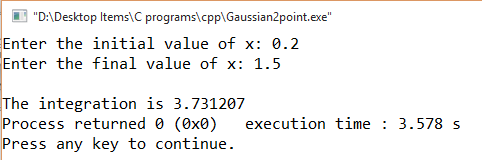 "D:\Desktop Items\C programs\cpp\Gaussian2point.exe"
Enter the initial value of x: 0.2
Enter the final value of x: 1.5
The integration is 3.731207
Process returned 0 (0x0)   execution time : 3.578 s
Press any key to continue.